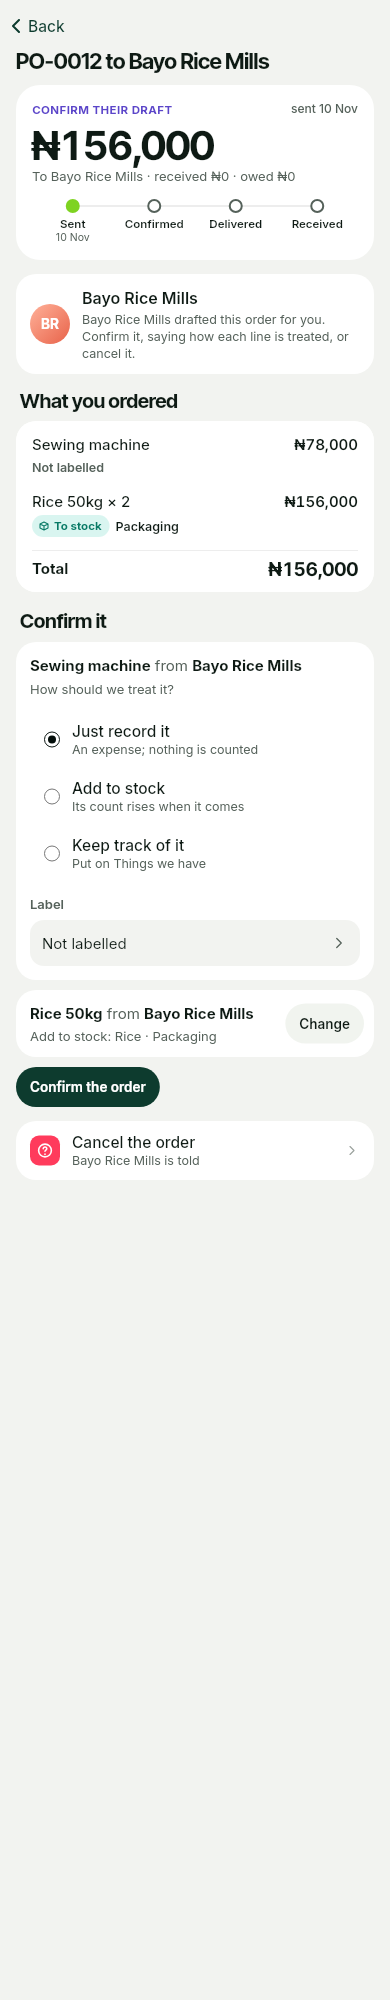 Back
PO-0012 to Bayo Rice Mills
CONFIRM THEIR DRAFT
sent 10 Nov
₦156,000
To Bayo Rice Mills · received ₦0 · owed ₦0
Sent
Confirmed
Delivered
Received
10 Nov
BR
Bayo Rice Mills
Bayo Rice Mills drafted this order for you.
Confirm it, saying how each line is treated, or
cancel it.
What you ordered
Sewing machine
₦78,000
Not labelled
Rice 50kg × 2
₦156,000
To stock
Packaging
Total
₦156,000
Confirm it
Sewing machine from Bayo Rice Mills
How should we treat it?
Just record it
An expense; nothing is counted
Add to stock
Its count rises when it comes
Keep track of it
Put on Things we have
Label
Not labelled
Rice 50kg from Bayo Rice Mills
Add to stock: Rice · Packaging
Change
Confirm the order
Cancel the order
Bayo Rice Mills is told